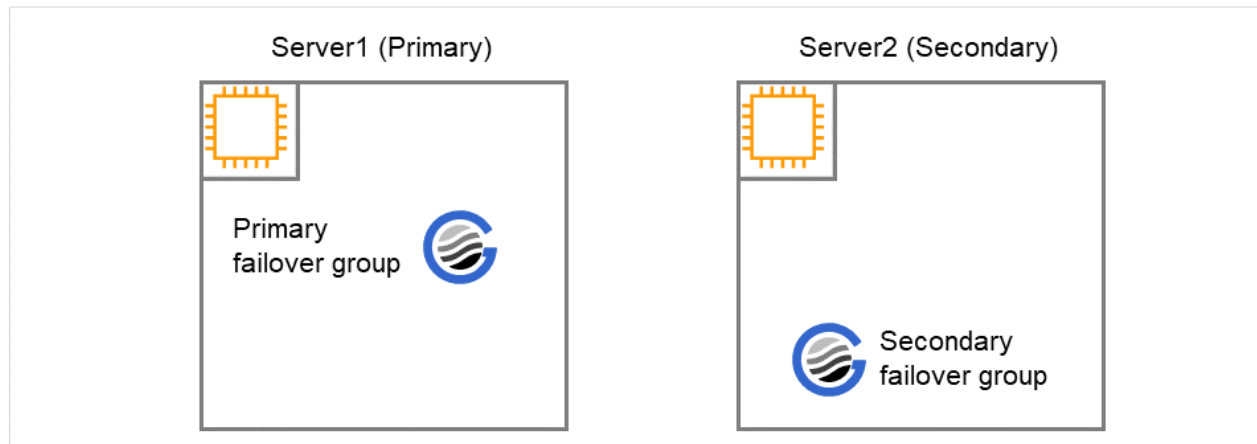 Server1 (Primary)
Server2 (Secondary)
Primary
failover group
Secondary
failover group